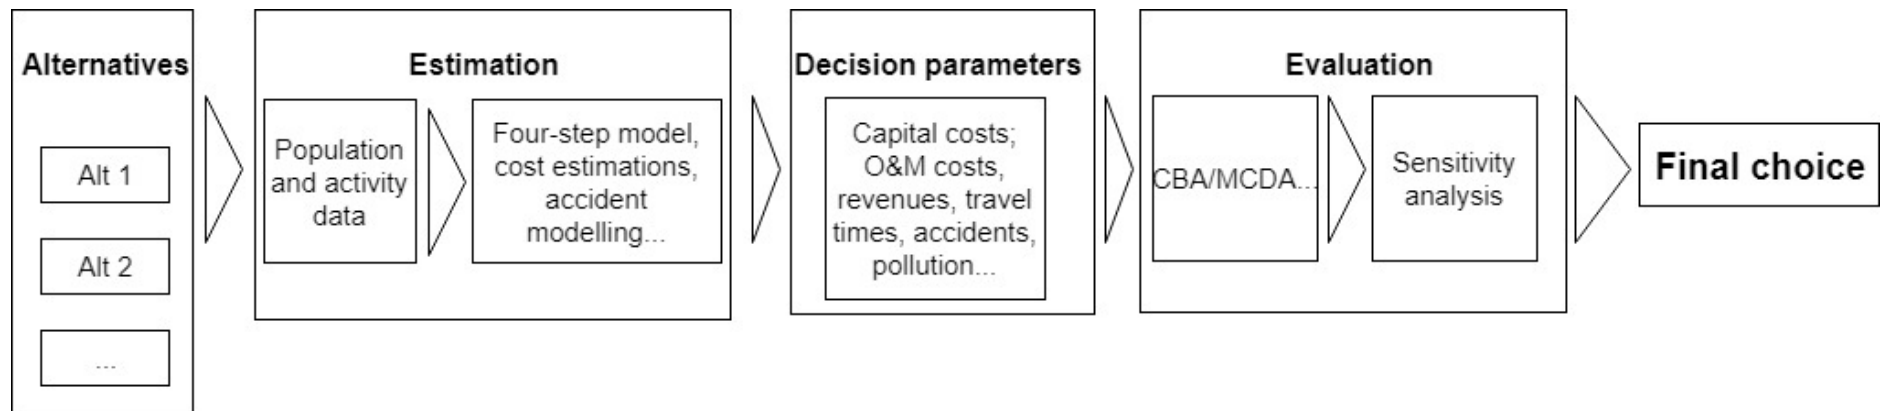 Alternatives
Alt 1
Alt 2
...
Estimation
Population
and activity
data
Four-step model,
cost estimations,
accident
modelling...
Decision parameters
Capital costs;
O&M costs,
revenues, travel
times, accidents,
pollution...
Evaluation
CBA/MCDA...
Sensitivity
analysis
Final choice